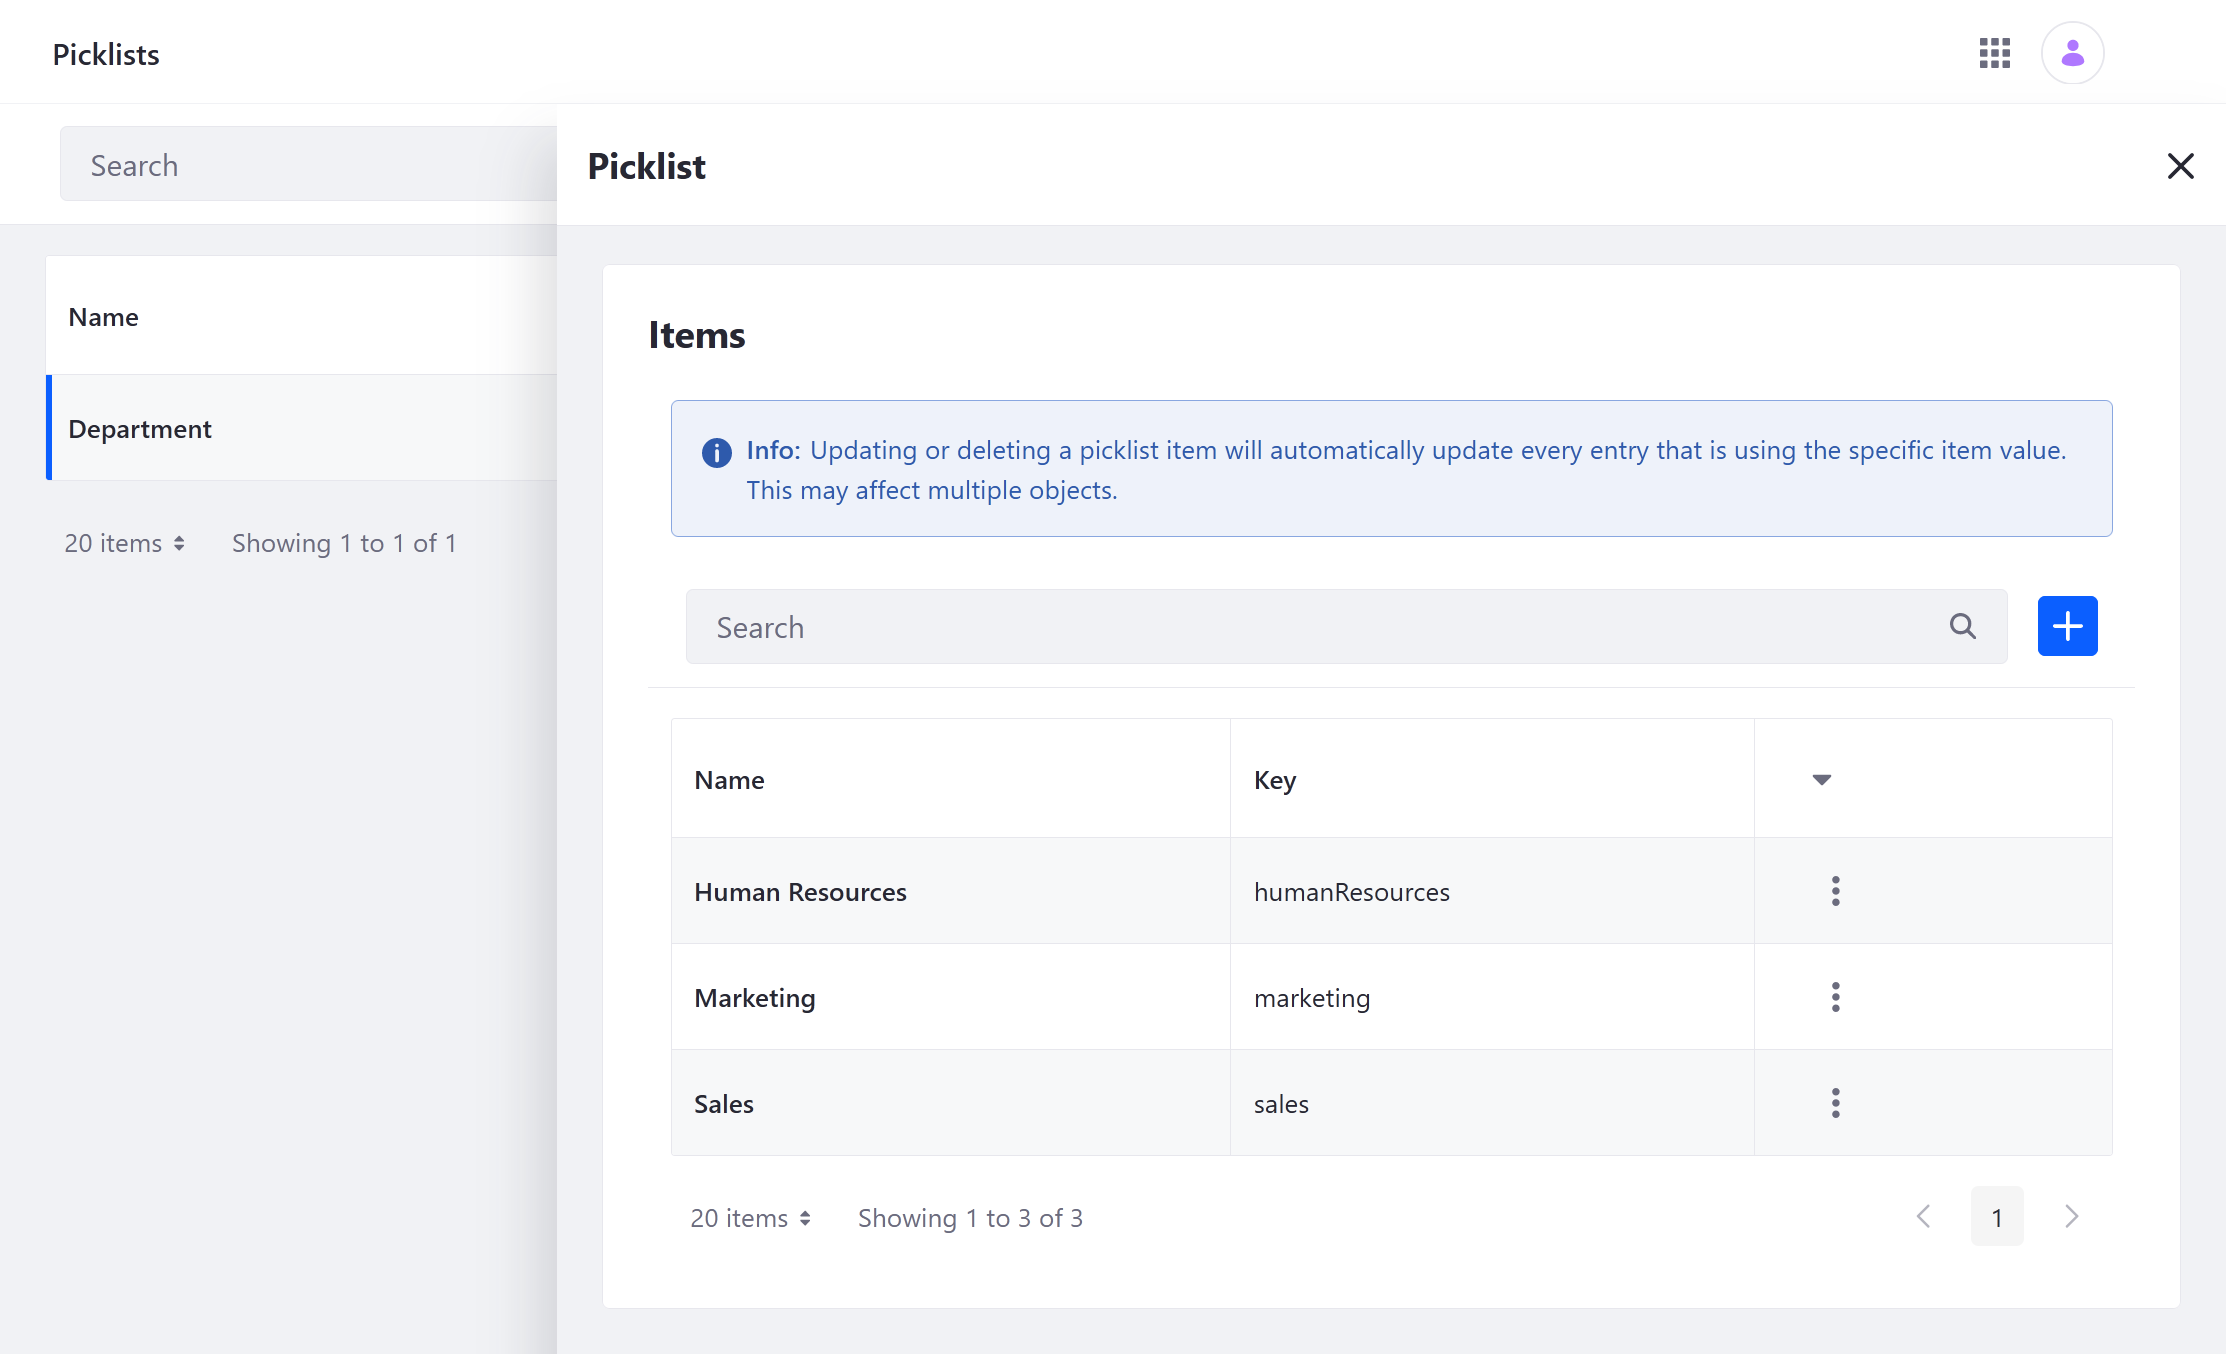 Picklists
Search
Name
Department
20 items Showing 1 to 1 of 1
Picklist
Items
Info: Updating or deleting a picklist item will automatically update every entry that is using the specific item value.
This may affect multiple objects.
Search
Name Key
Human Resources humanResources
Marketing marketing
Sales sales
20 items Showing 1 to 3 of 3 1